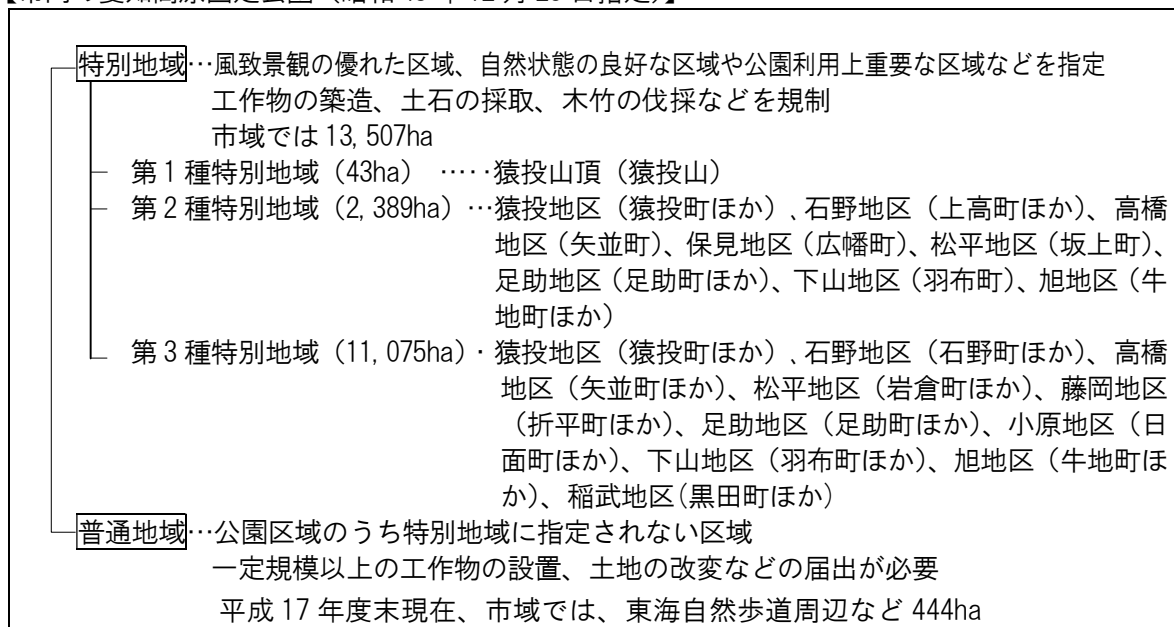 特別地域…風致景観の優れた区域、自然状態の良好な区域や公園利用上重要な区域などを指定
工作物の築造、土石の採取、木竹の伐採などを規制
市域では 13,507ha
第1種特別地域（43ha） ‥‥‥猿投山頂（猿投山）
第2種特別地域（2,389ha）…猿投地区（猿投町ほか）、石野地区（上高町ほか）、高橋
地区（矢並町）、保見地区（広幡町）、松平地区（坂上町）、
足助地区（足助町ほか）、下山地区（羽布町）、旭地区（牛
地町ほか）
第3種特別地域（11,075ha）・猿投地区（猿投町ほか）、石野地区（石野町ほか）、高橋
地区（矢並町ほか）、松平地区（岩倉町ほか）、藤岡地区
（折平町ほか）、足助地区（足助町ほか）、小原地区（日
面町ほか）、下山地区（羽布町ほか）、旭地区（牛地町ほ
か）、稲武地区(黒田町ほか)
普通地域…公園区域のうち特別地域に指定されない区域
一定規模以上の工作物の設置、土地の改変などの届出が必要
平成 17 年度末現在、市域では、東海自然歩道周辺など 444ha